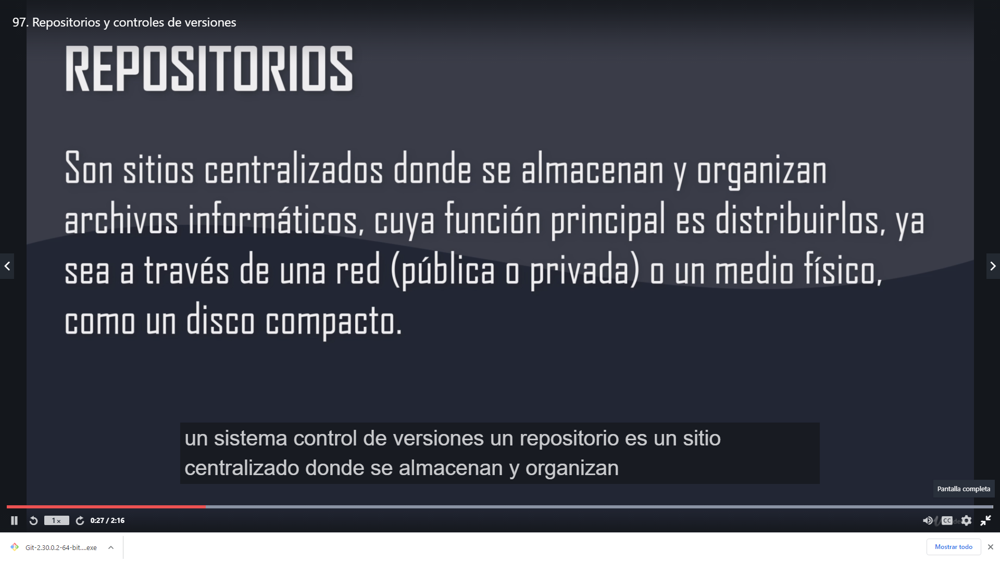 97. Repositorios y controles de versiones
REPOSITORIOS
Son sitios centralizados donde se almacenan y organizan
archivos informáticos, cuya función principal es distribuirlos, ya
sea a través de una red (pública o privada) o un medio físico,
como un disco compacto.
un sistema control de versiones un repositorio es un sitio
centralizado donde se almacenan y organizan
Pantalla completa
1 x
0:27 / 2:16
CC
Git-2.30.0.2-64-bit....exe
Mostrar todo